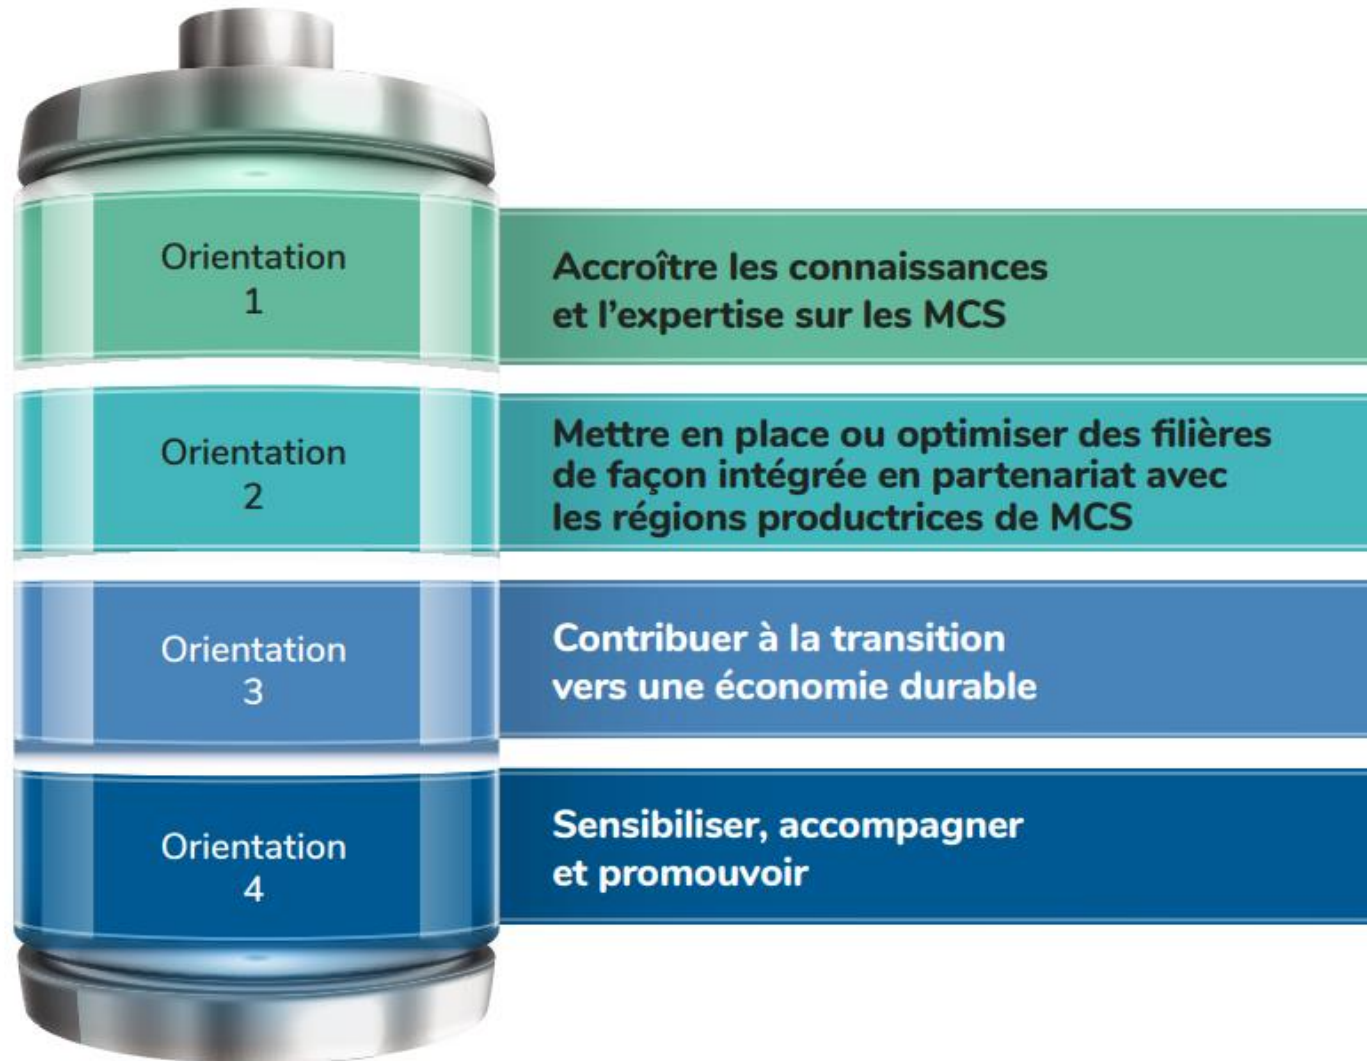 Orientation
1
Accroître les connaissances
et l’expertise sur les MCS
Orientation
2
Mettre en place ou optimiser des filières
de façon intégrée en partenariat avec
les régions productrices de MCS
Orientation
3
Contribuer à la transition
vers une économie durable
Orientation
4
Sensibiliser, accompagner
et promouvoir